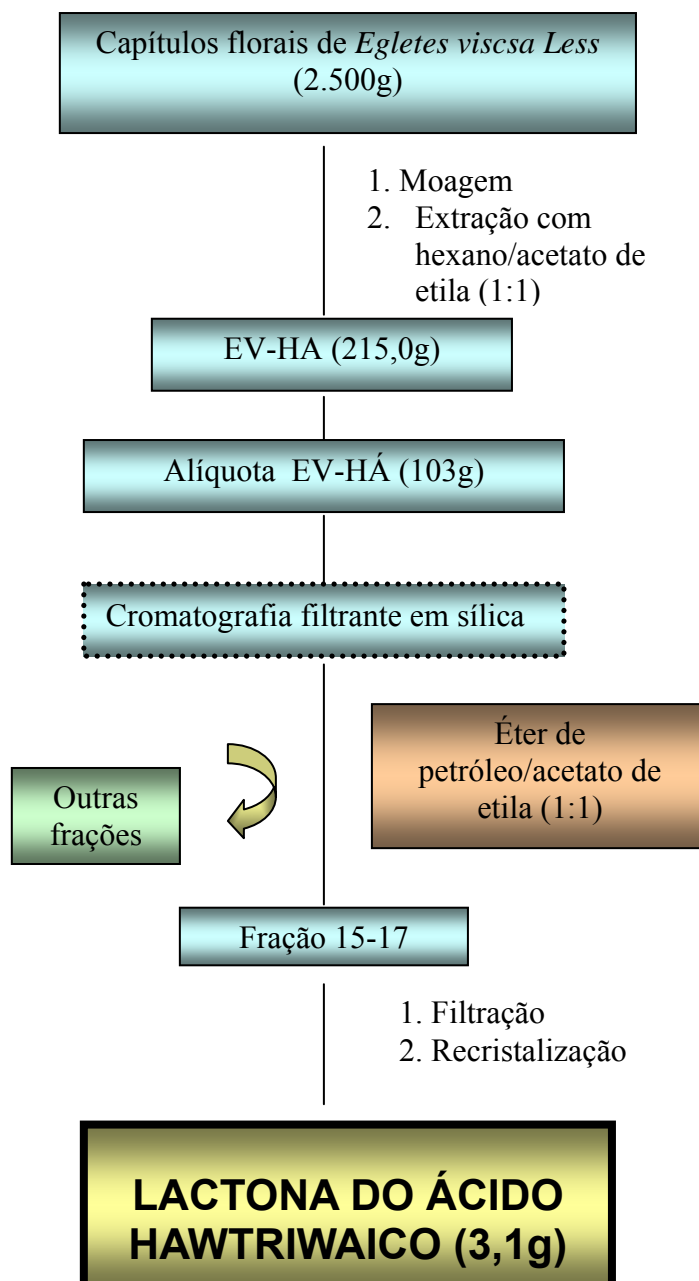 Capítulos florais de Egletes viscsa Less
(2.500g)
1. Moagem
2. Extração com
hexano/acetato de
etila (1:1)
EV-HA (215,0g)
Alíquota EV-HÁ (103g)
Cromatografia filtrante em sílica
Éter de
petróleo/acetato de
etila (1:1)
Outras
frações
Fração 15-17
1. Filtração
2. Recristalização
LACTONA DO ÁCIDO
HAWTRIWAICO (3,1g)